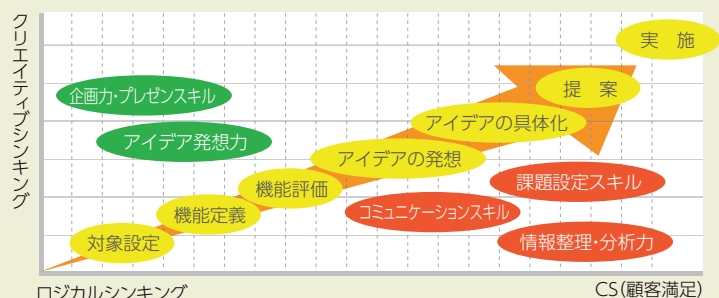 クリエイティブシンキング
実 施
提 案
企画力・プレゼンスキル
アイデアの具体化
アイデア発想力
アイデアの発想
課題設定スキル
機能評価
機能定義
コミュニケーションスキル
対象設定
情報整理・分析力
ロジカルシンキング
CS(顧客満足)